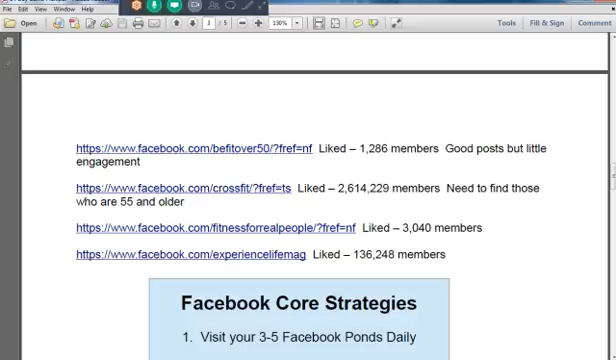 File Edit View Window Help
Open
3 / 5
130%
Tools Fill & Sign Comment
https://www.facebook.com/befitover50/?fref=nf Liked – 1,286 members Good posts but little
engagement
https://www.facebook.com/crossfit/?fref=ts Liked – 2,614,229 members Need to find those
who are 55 and older
https://www.facebook.com/fitnessforrealpeople/?fref=nf Liked – 3,040 members
https://www.facebook.com/experiencelifemag Liked – 136,248 members
Facebook Core Strategies
1. Visit your 3-5 Facebook Ponds Daily